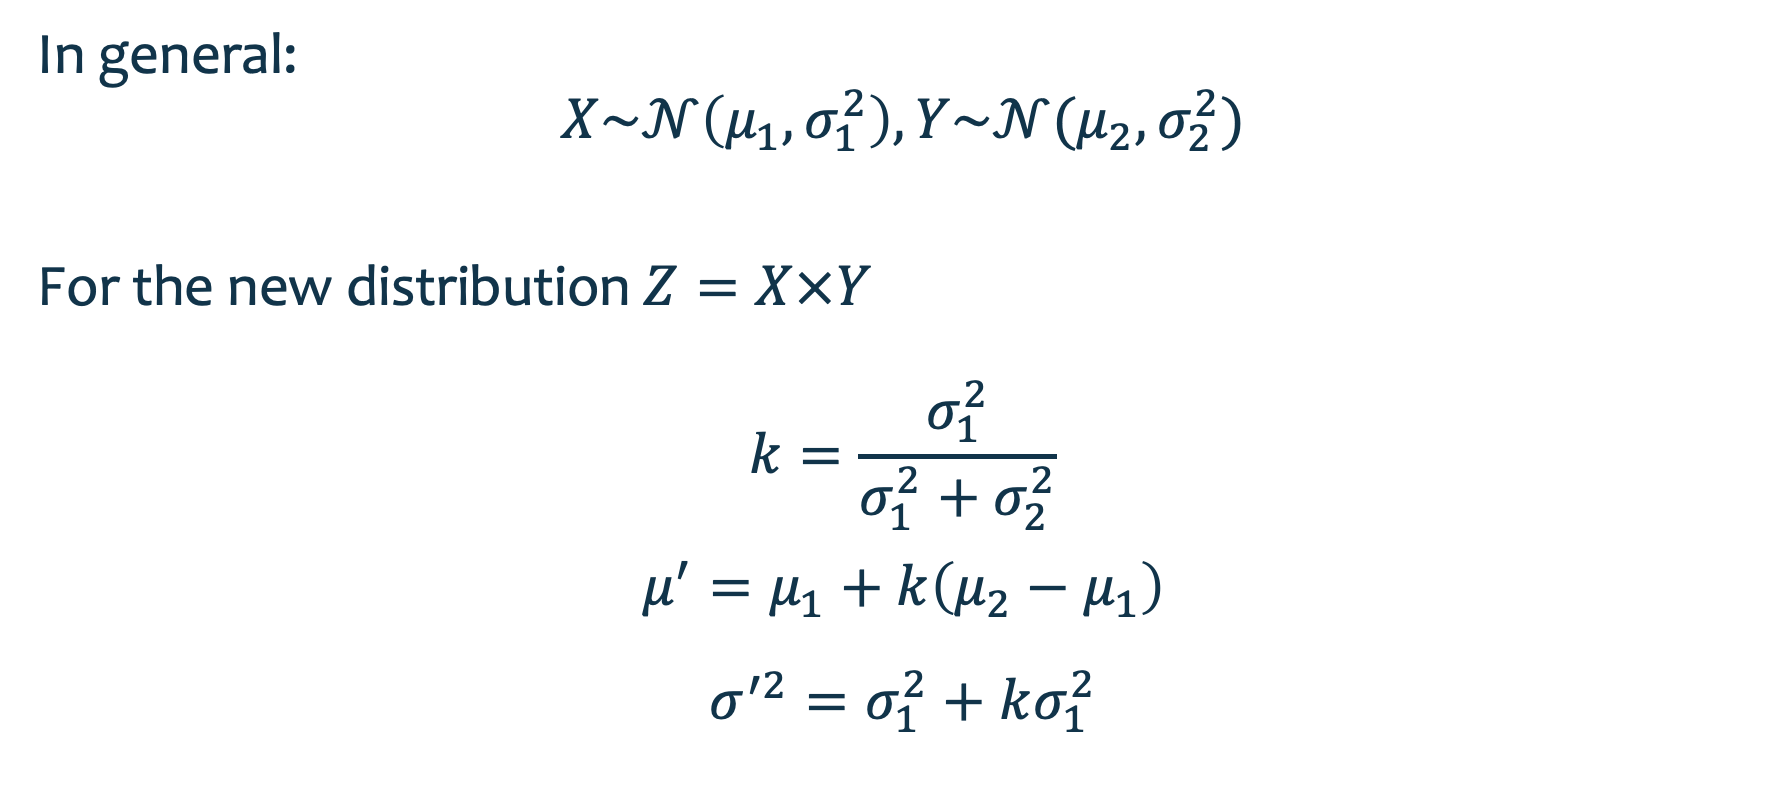 In general:
X~𝒩(μ₁, σ₁²), Y~𝒩(μ₂, σ₂²)
For the new distribution Z = X×Y
k = σ₁² / (σ₁² + σ₂²)
μ′ = μ₁ + k(μ₂ − μ₁)
σ′² = σ₁² + kσ₁²